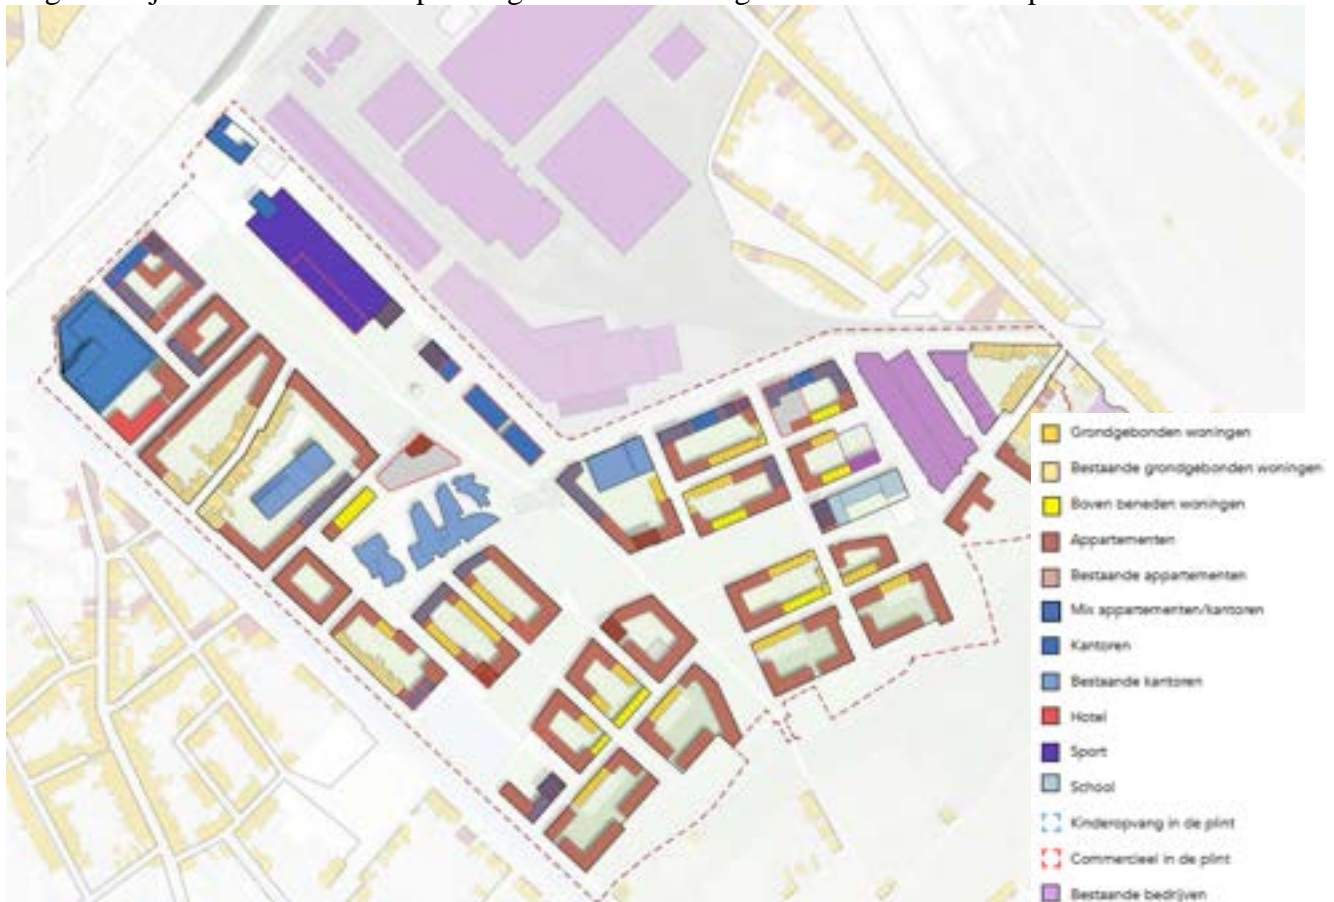 Grondgebonden woningen
Bestaande grondgebonden woningen
Boven beneden woningen
Appartementen
Bestaande appartementen
Mix appartementen/kantoren
Kantoren
Bestaande kantoren
Hotel
Sport
School
Kinderopvang in de plint
Commercieel in de plint
Bestaande bedrijven